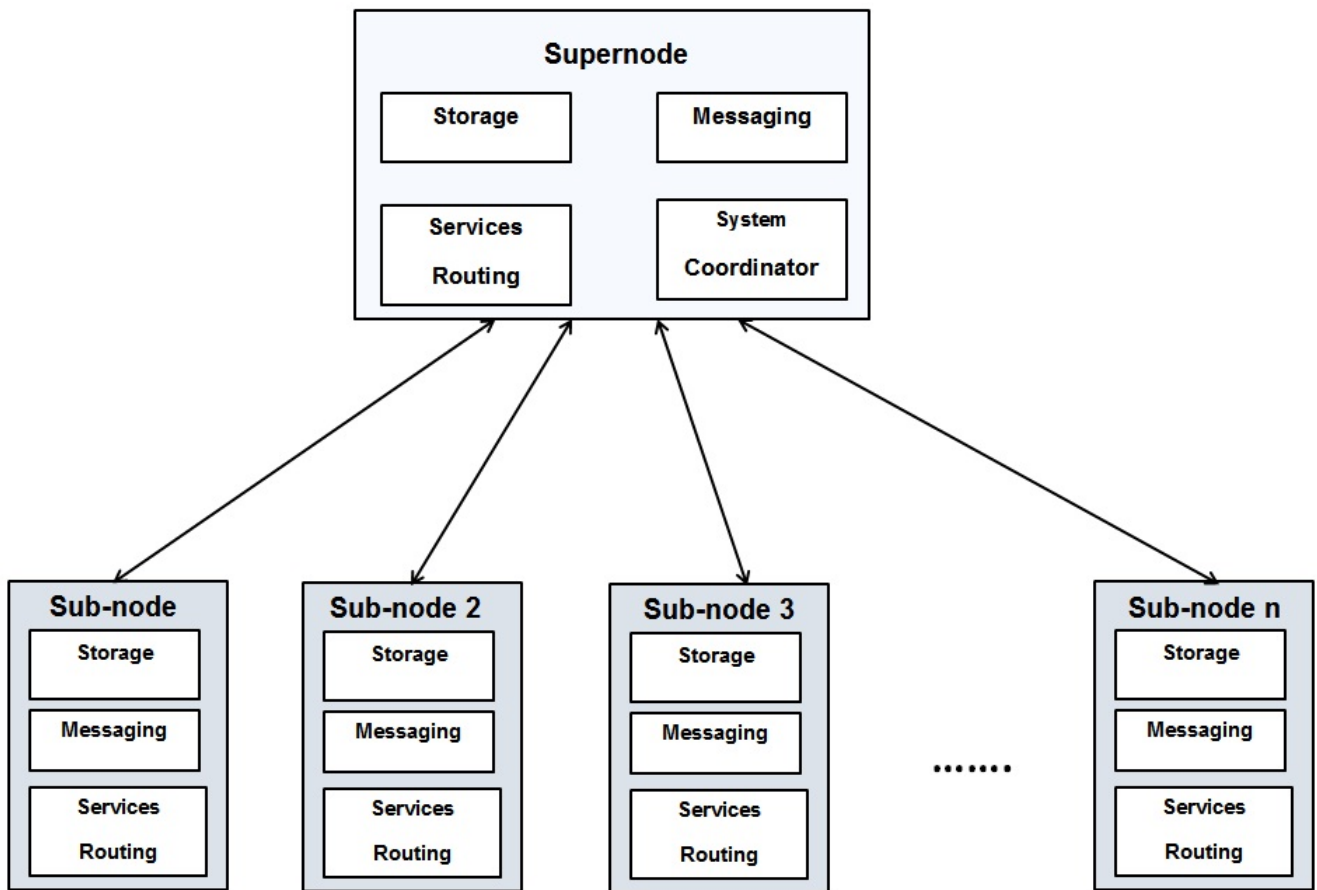 Supernode
Storage
Messaging
Services
Routing
System
Coordinator
Sub-node
Storage
Messaging
Services
Routing
Sub-node 2
Storage
Messaging
Services
Routing
Sub-node 3
Storage
Messaging
Services
Routing
.......
Sub-node n
Storage
Messaging
Services
Routing